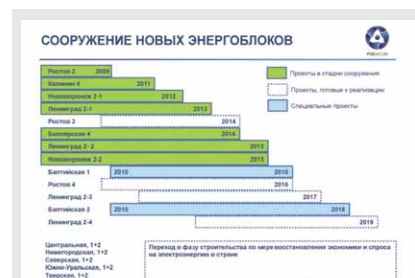 СООРУЖЕНИЕ НОВЫХ ЭНЕРГОБЛОКОВ
РОСАТОМ
Ростов 2 2009
Калинин 4 2011
Нововоронеж 2-1 2012
Ленинград 2-1 2013
Ростов 3 2014
Белоярская 4 2014
Ленинград 2-2 2015
Нововоронеж 2-2 2015
Балтийская 1 2010 2016
Ростов 4 2016
Ленинград 2-3 2017
Балтийская 2 2010 2018
Ленинград 2-4 2019
Проекты в стадии сооружения
Проекты, готовые к реализации
Специальные проекты
Центральная, 1+2
Нижегородская, 1+2
Северская, 1+2
Южно-Уральская, 1+2
Тверская, 1+2
Переход в фазу строительства по мере восстановления экономики и спроса
на электроэнергию в стране